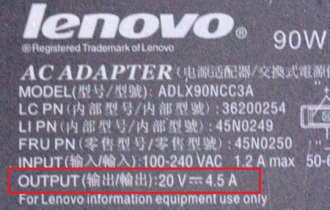 lenovo®
®Registered Trademark of Lenovo 90W
AC ADAPTER (电源适配器/交換式電源
MODEL(型号/型號): ADLX90NCC3A
LC PN(内部型号/內部型號): 36200254
LI PN(内部型号/內部型號): 45N0249
FRU PN(零售型号/零售型號): 45N0250
INPUT(输入/輸入):100-240 VAC 1.2 A max 50-6
OUTPUT(输出/輸出):20 V⎓4.5 A
For Lenovo information equipment use only